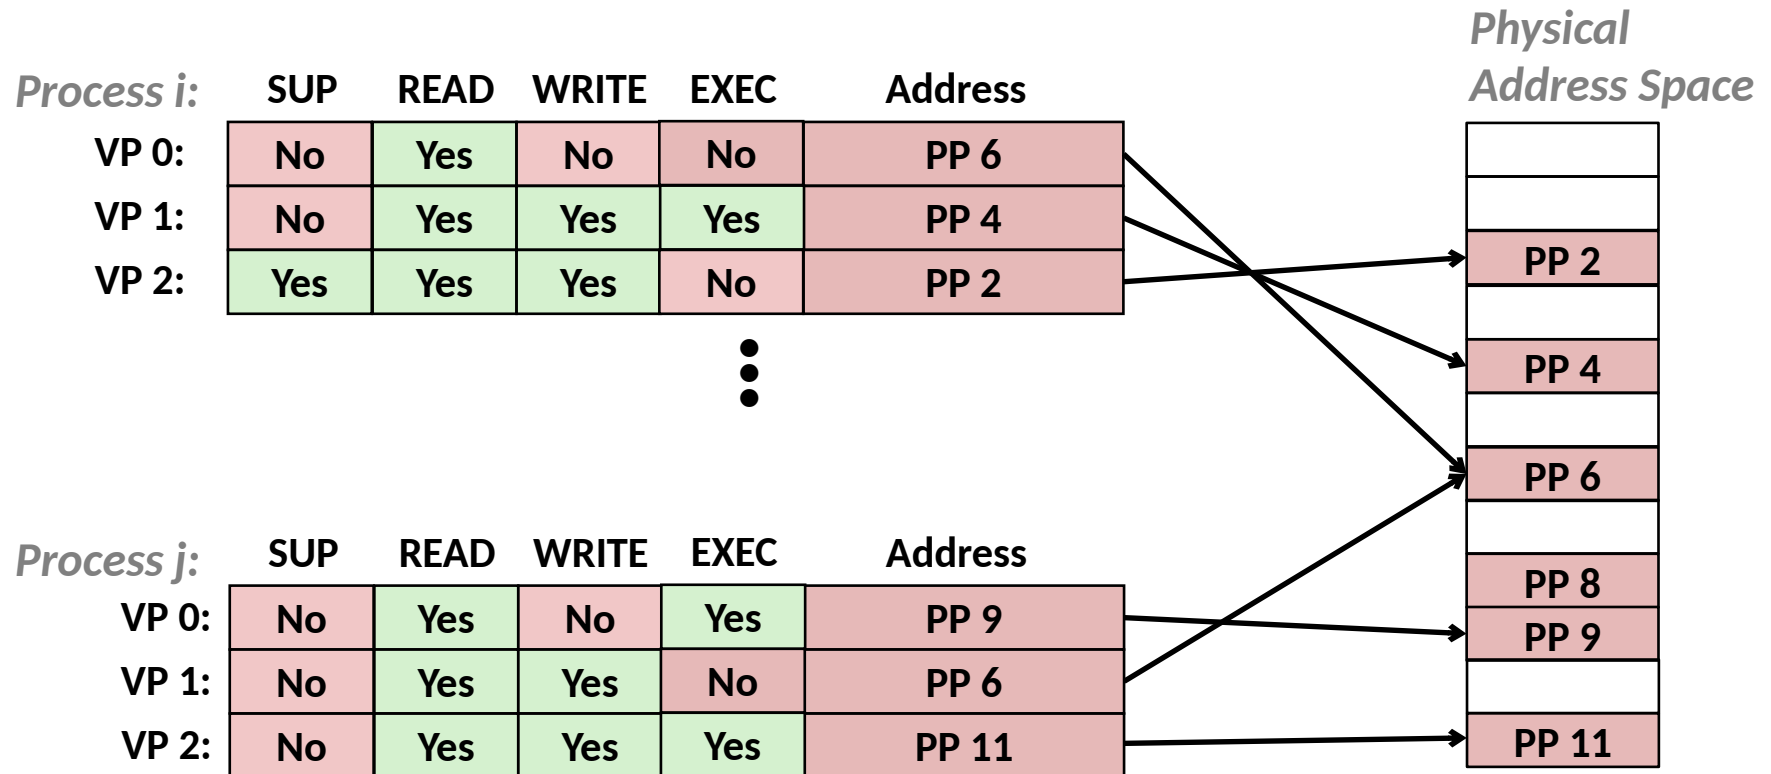 Physical
Address Space
Process i: SUP READ WRITE EXEC Address
VP 0: No Yes No No PP 6
VP 1: No Yes Yes Yes PP 4
VP 2: Yes Yes Yes No PP 2
PP 2
PP 4
PP 6
PP 8
PP 9
PP 11
Process j: SUP READ WRITE EXEC Address
VP 0: No Yes No Yes PP 9
VP 1: No Yes Yes No PP 6
VP 2: No Yes Yes Yes PP 11